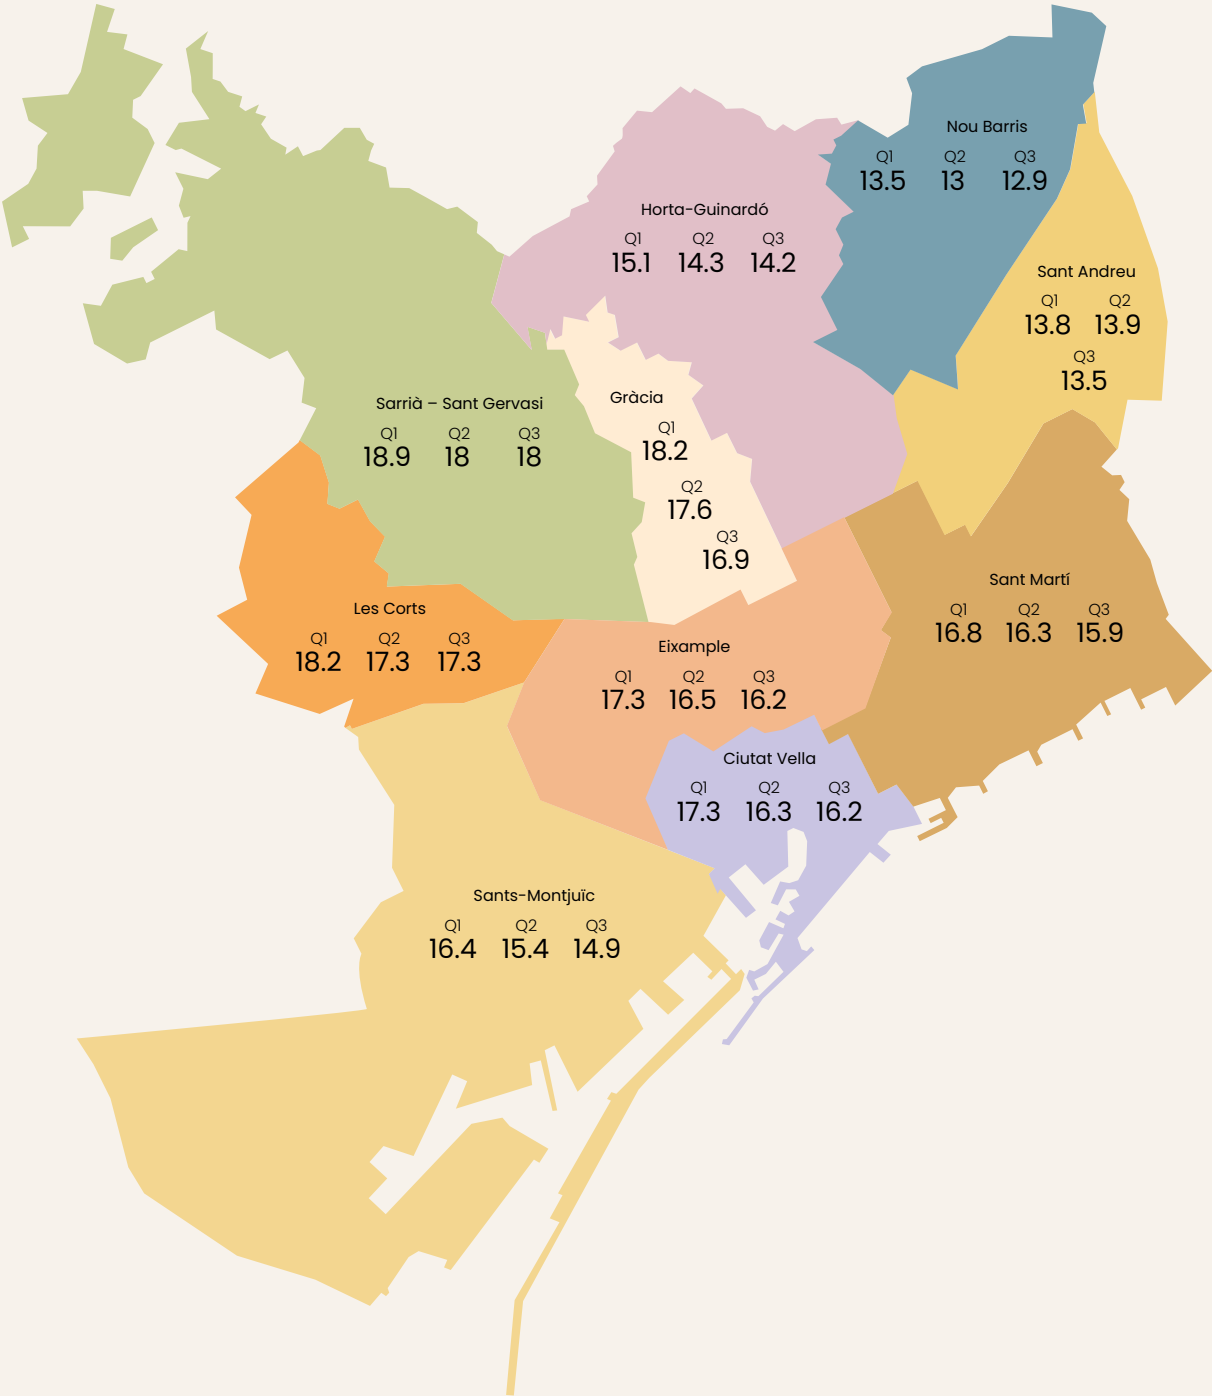 Nou Barris
Q1 Q2 Q3
13.5 13 12.9
Horta-Guinardó
Q1 Q2 Q3
15.1 14.3 14.2
Sant Andreu
Q1 Q2
13.8 13.9
Q3
13.5
Sarrià – Sant Gervasi
Q1 Q2 Q3
18.9 18 18
Gràcia
Q1
18.2
Q2
17.6
Q3
16.9
Sant Martí
Q1 Q2 Q3
16.8 16.3 15.9
Les Corts
Q1 Q2 Q3
18.2 17.3 17.3
Eixample
Q1 Q2 Q3
17.3 16.5 16.2
Ciutat Vella
Q1 Q2 Q3
17.3 16.3 16.2
Sants-Montjuïc
Q1 Q2 Q3
16.4 15.4 14.9